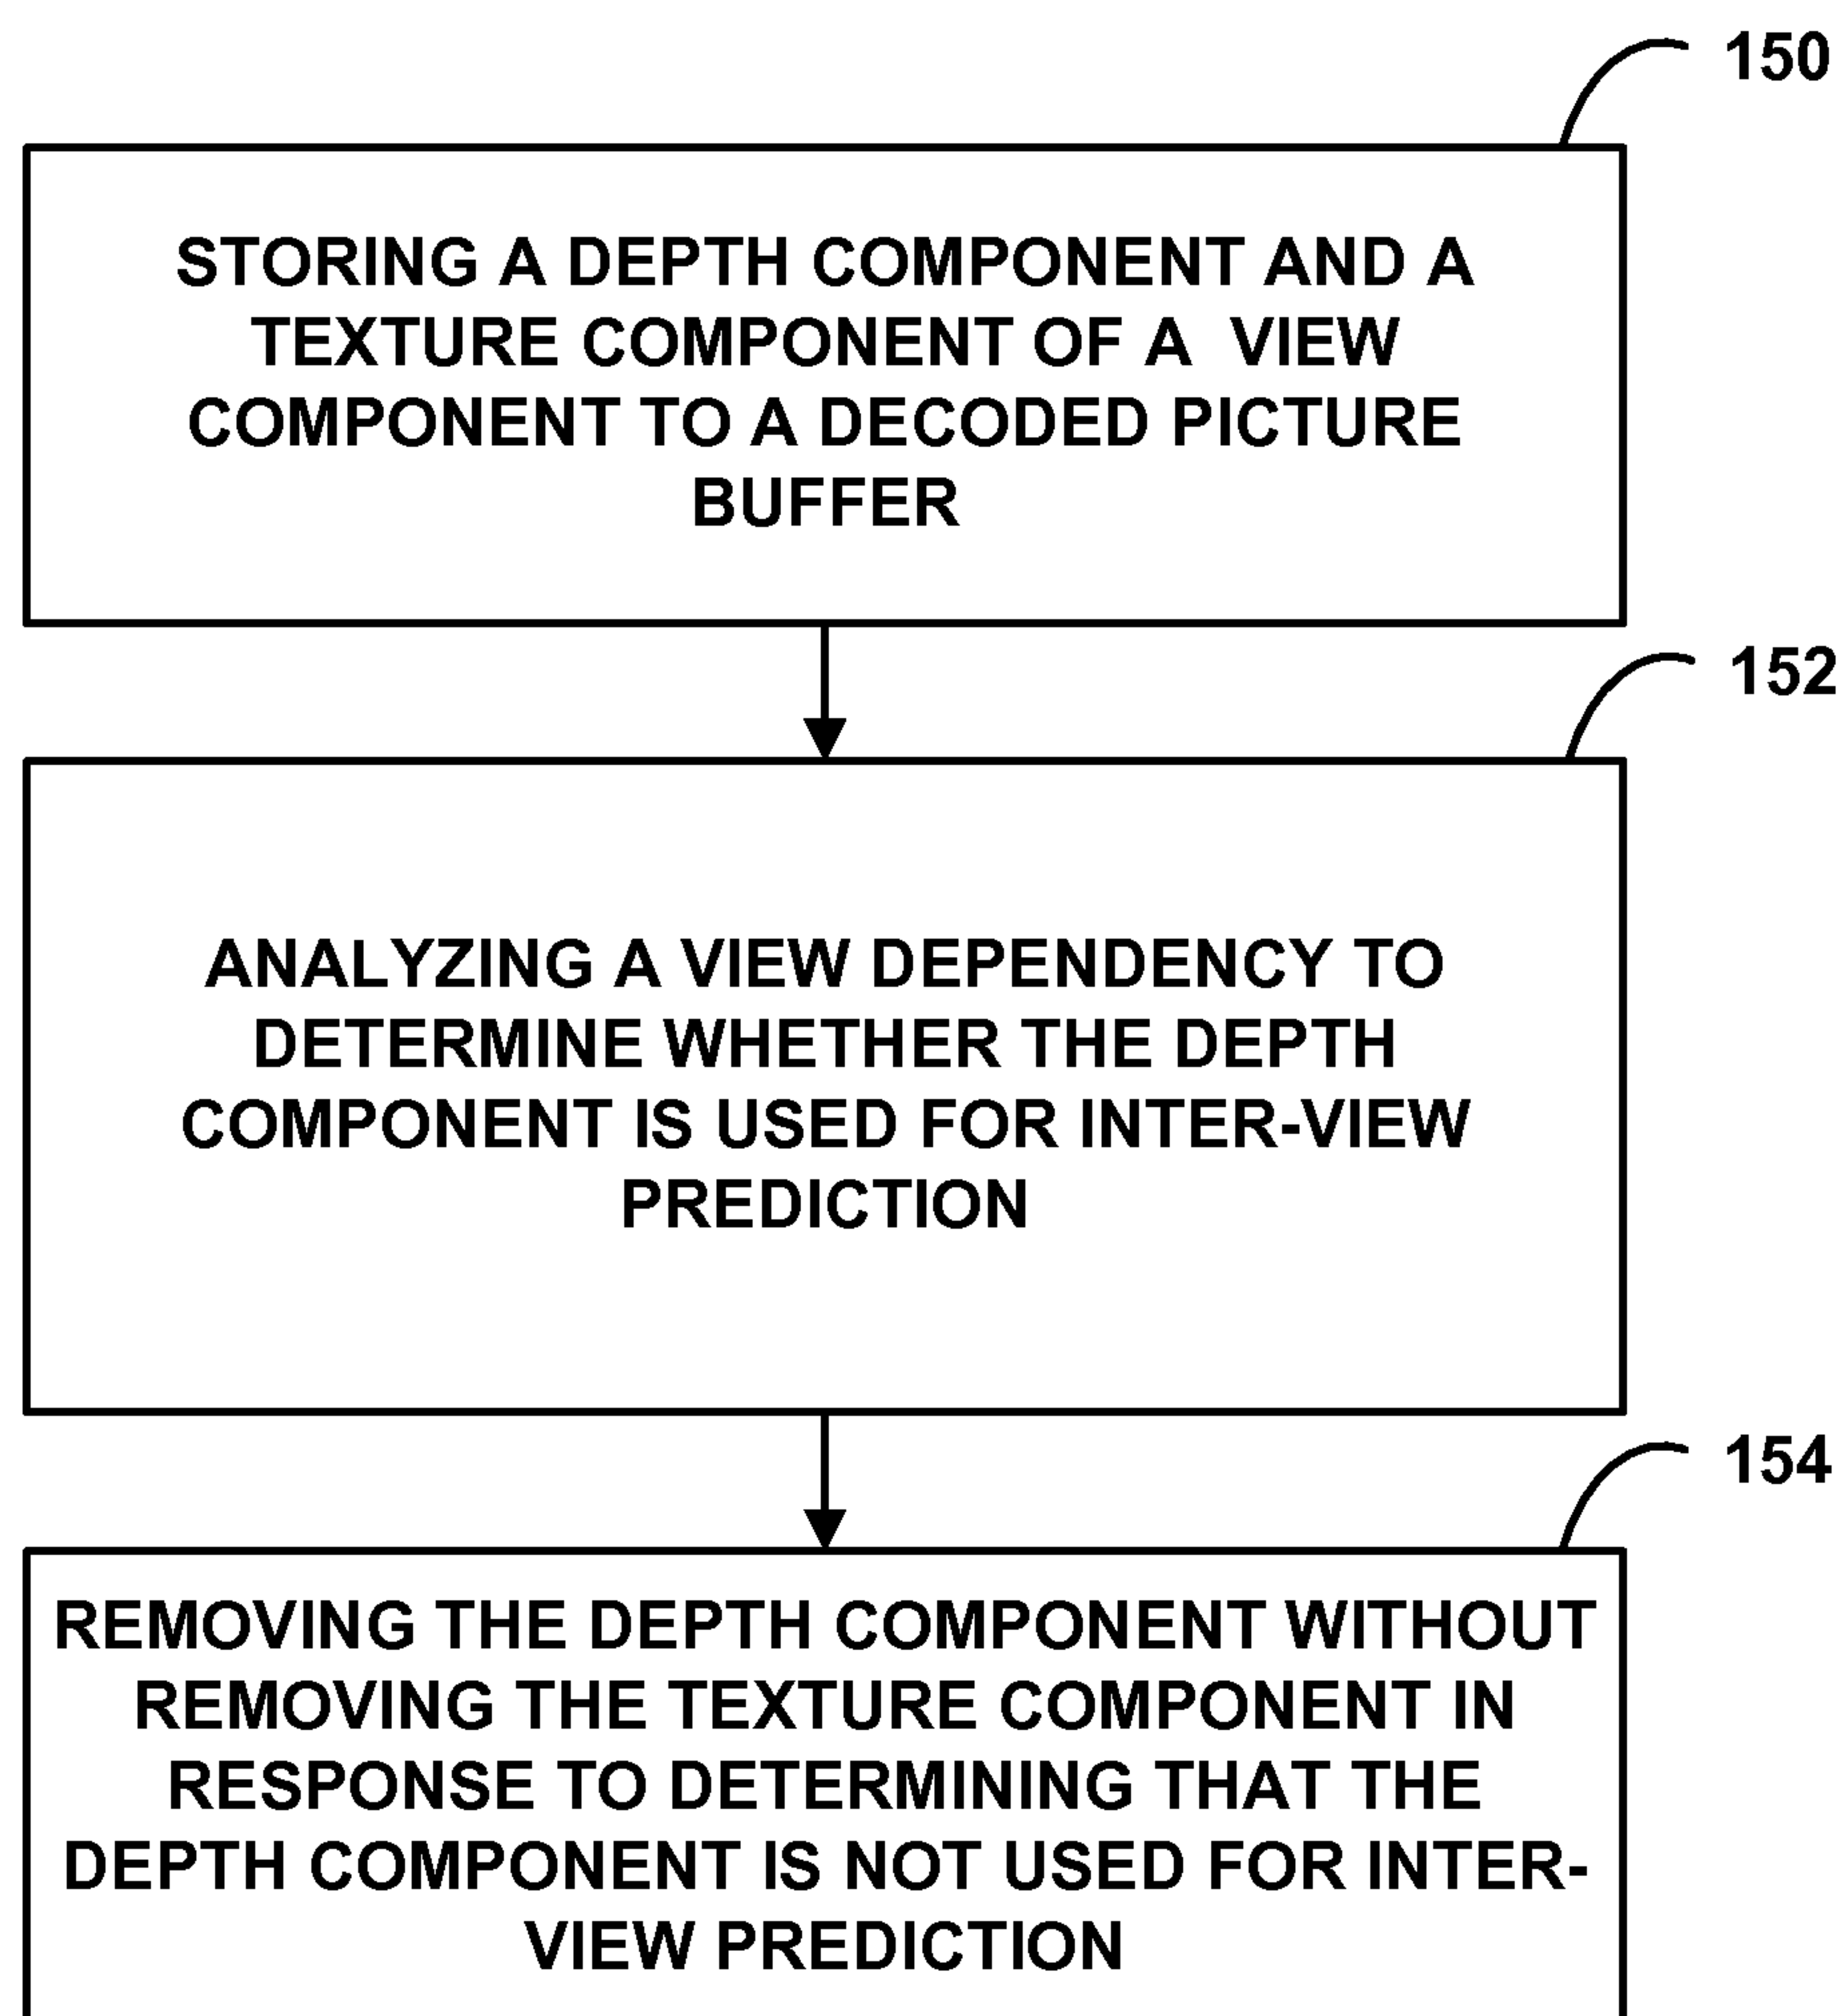 150
STORING A DEPTH COMPONENT AND A
TEXTURE COMPONENT OF A VIEW
COMPONENT TO A DECODED PICTURE
BUFFER
152
ANALYZING A VIEW DEPENDENCY TO
DETERMINE WHETHER THE DEPTH
COMPONENT IS USED FOR INTER-VIEW
PREDICTION
154
REMOVING THE DEPTH COMPONENT WITHOUT
REMOVING THE TEXTURE COMPONENT IN
RESPONSE TO DETERMINING THAT THE
DEPTH COMPONENT IS NOT USED FOR INTER-
VIEW PREDICTION